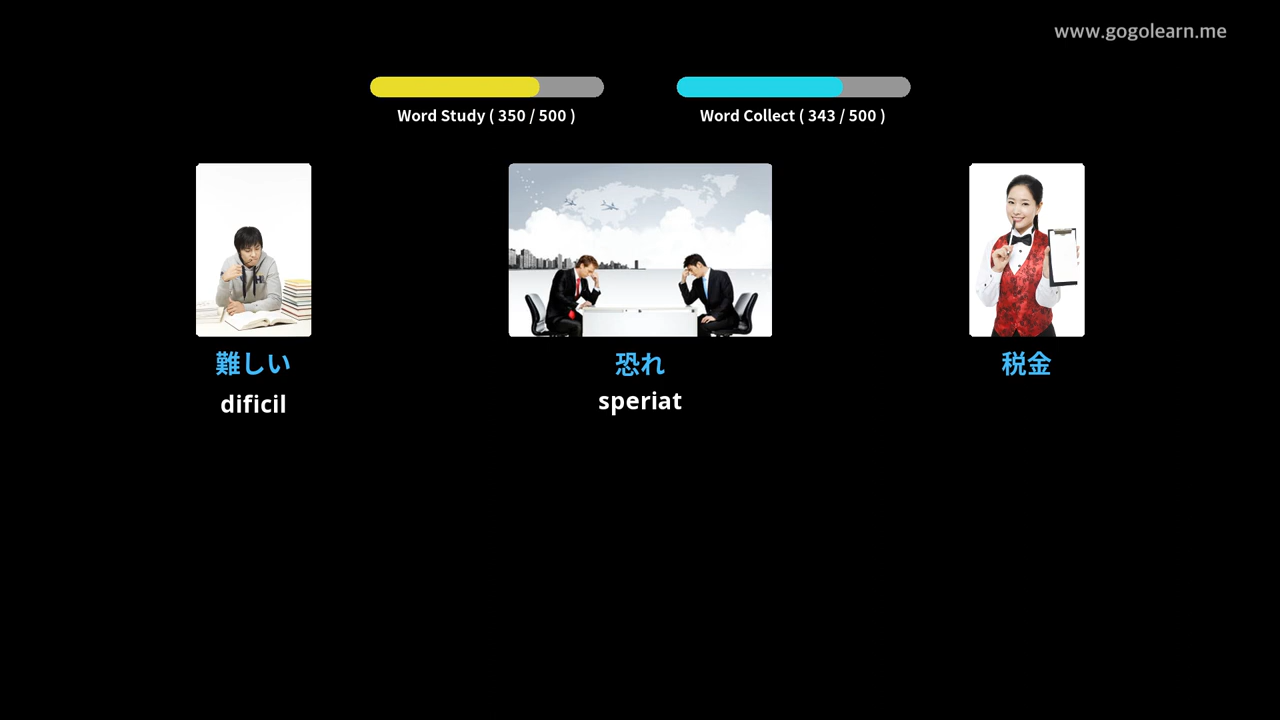 www.gogolearn.me
Word Study ( 350 / 500 )
Word Collect ( 343 / 500 )
難しい
恐れ
税金
dificil
speriat